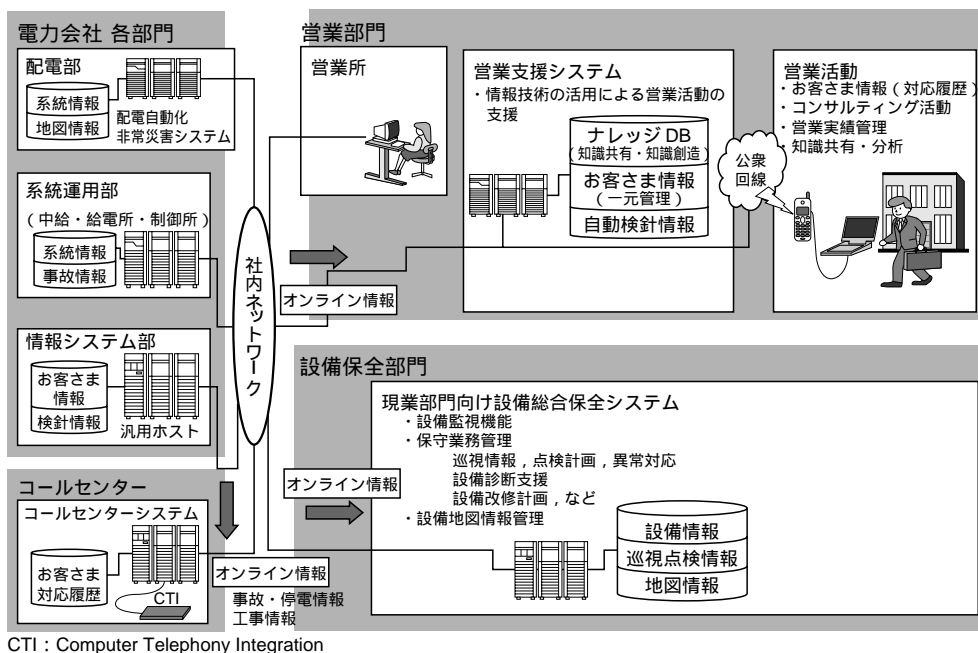 電力会社 各部門
配電部
系統情報
地図情報
配電自動化
非常災害システム
系統運用部
(中給・給電所・制御所)
系統情報
事故情報
情報システム部
お客さま
情報
検針情報
汎用ホスト
コールセンター
コールセンターシステム
お客さま
対応履歴
CTI
社内ネットワーク
オンライン情報
事故・停電情報
工事情報
営業部門
営業所
オンライン情報
営業支援システム
・情報技術の活用による営業活動の
支援
ナレッジDB
(知識共有・知識創造)
お客さま情報
(一元管理)
自動検針情報
公衆
回線
営業活動
・お客さま情報(対応履歴)
・コンサルティング活動
・営業実績管理
・知識共有・分析
設備保全部門
オンライン情報
現業部門向け設備総合保全システム
・設備監視機能
・保守業務管理
巡視情報,点検計画,異常対応
設備診断支援
設備改修計画,など
・設備地図情報管理
設備情報
巡視点検情報
地図情報
CTI:Computer Telephony Integration